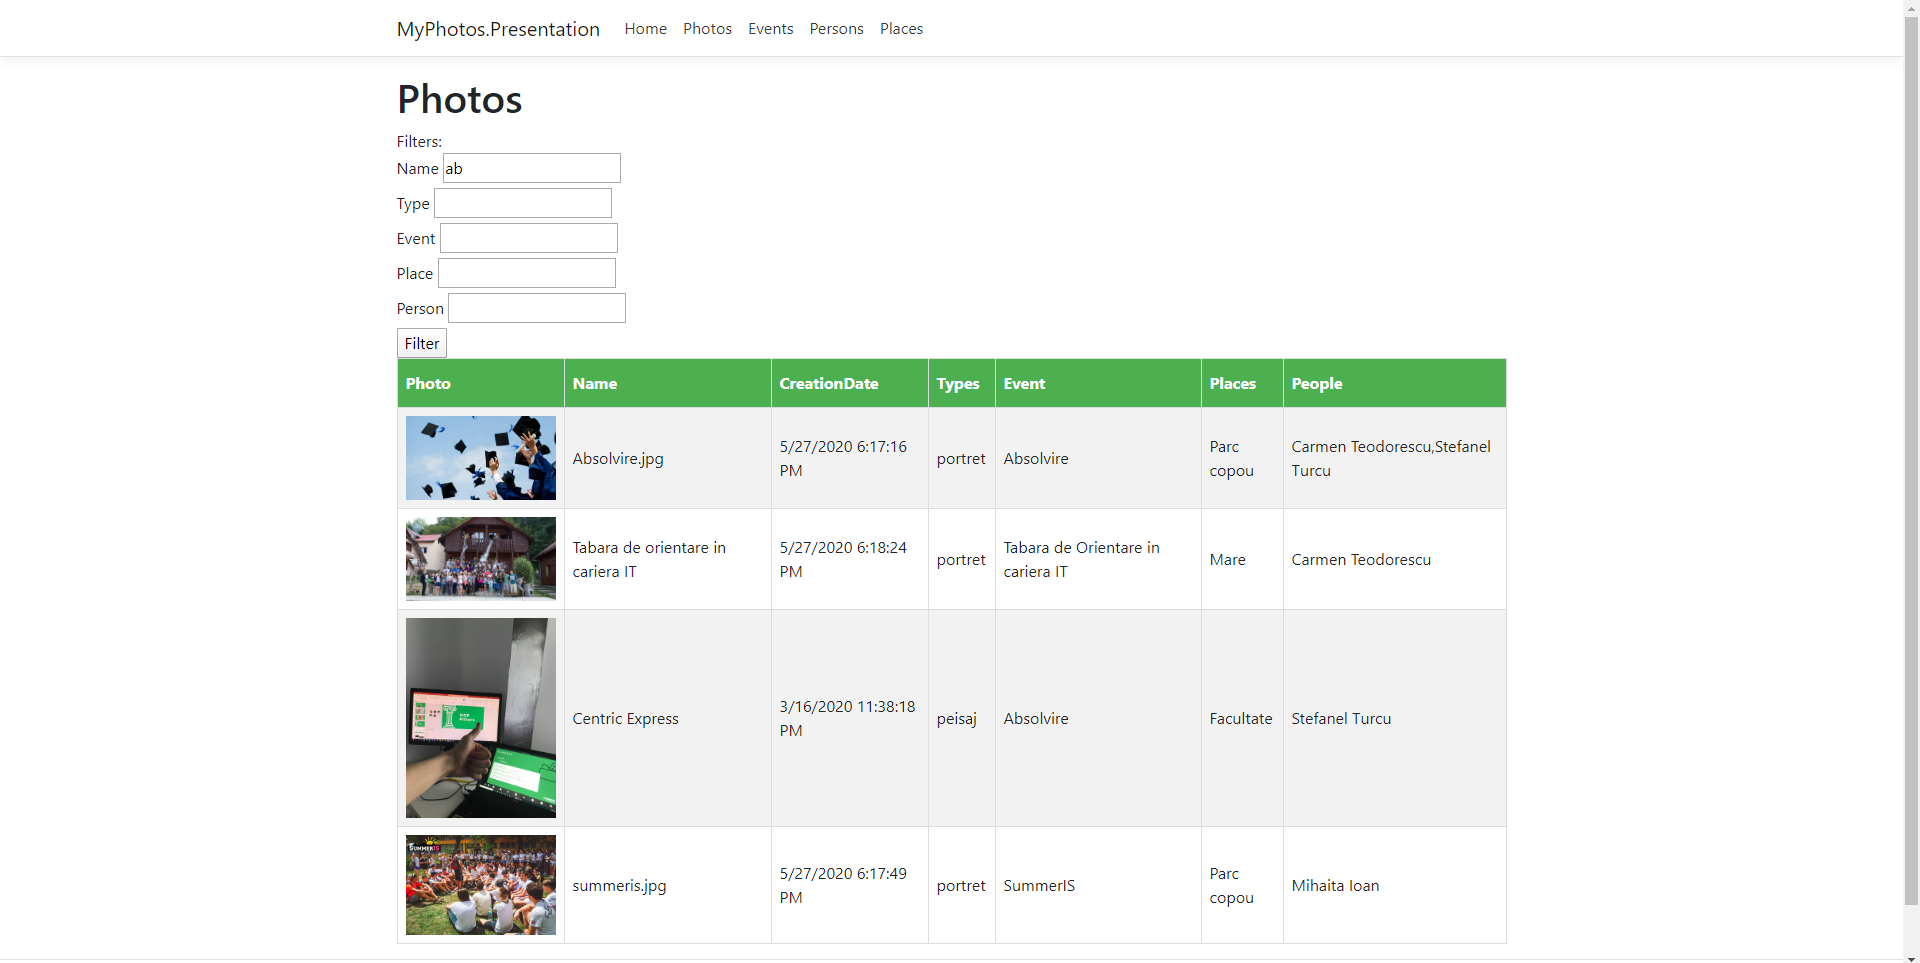 MyPhotos.Presentation Home Photos Events Persons Places
Photos
Filters:
Name ab
Type
Event
Place
Person
Filter
Photo Name CreationDate Types Event Places People
Absolvire.jpg 5/27/2020 6:17:16 PM portret Absolvire Parc copou Carmen Teodorescu,Stefanel Turcu
Tabara de orientare in cariera IT 5/27/2020 6:18:24 PM portret Tabara de Orientare in cariera IT Mare Carmen Teodorescu
Centric Express 3/16/2020 11:38:18 PM peisaj Absolvire Facultate Stefanel Turcu
SUMMERIS
summeris.jpg 5/27/2020 6:17:49 PM portret SummerIS Parc copou Mihaita Ioan